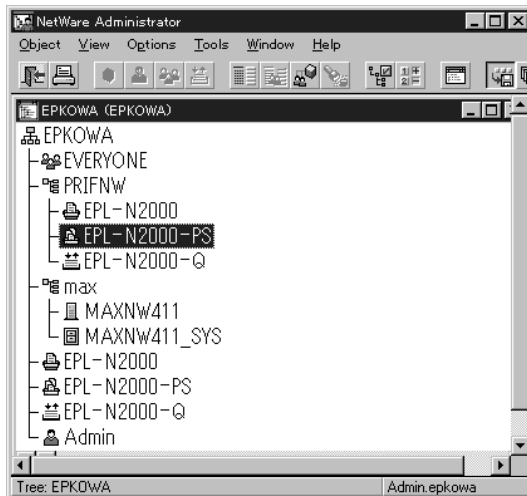 NetWare Administrator
Object View Options Tools Window Help
EPKOWA (EPKOWA)
EPKOWA
EVERYONE
PRIFNW
EPL-N2000
EPL-N2000-PS
EPL-N2000-Q
max
MAXNW411
MAXNW411_SYS
EPL-N2000
EPL-N2000-PS
EPL-N2000-Q
Admin
Tree: EPKOWA Admin.epkowa